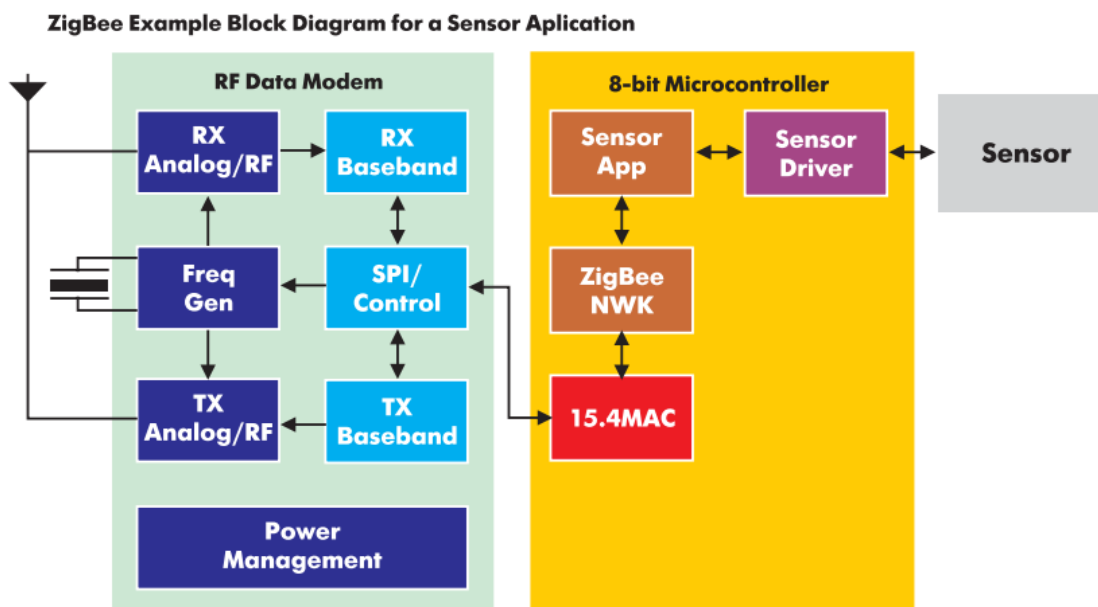 ZigBee Example Block Diagram for a Sensor Aplication
RF Data Modem
RX
Analog/RF
RX
Baseband
Freq
Gen
SPI/
Control
TX
Analog/RF
TX
Baseband
Power
Management
8-bit Microcontroller
Sensor
App
Sensor
Driver
ZigBee
NWK
15.4MAC
Sensor